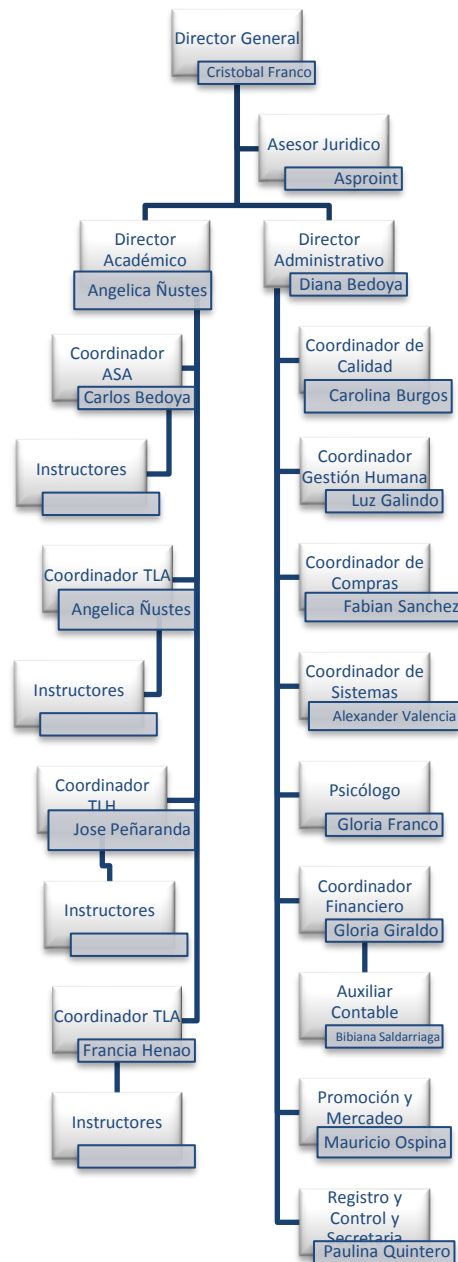 Director General
Cristobal Franco
Asesor Juridico
Asproint
Director
Académico
Angelica Ñustes
Coordinador
ASA
Carlos Bedoya
Instructores
Coordinador TLA
Angelica Ñustes
Instructores
Coordinador
TLH
Jose Peñaranda
Instructores
Coordinador TLA
Francia Henao
Instructores
Director
Administrativo
Diana Bedoya
Coordinador de
Calidad
Carolina Burgos
Coordinador
Gestión Humana
Luz Galindo
Coordinador de
Compras
Fabian Sanchez
Coordinador de
Sistemas
Alexander Valencia
Psicólogo
Gloria Franco
Coordinador
Financiero
Gloria Giraldo
Auxiliar
Contable
Bibiana Saldarriaga
Promoción y
Mercadeo
Mauricio Ospina
Registro y
Control y
Secretaria
Paulina Quintero